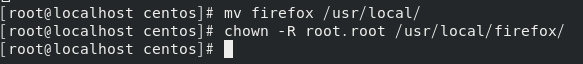 [root@localhost centos]# mv firefox /usr/local/
[root@localhost centos]# chown -R root.root /usr/local/firefox/
[root@localhost centos]#